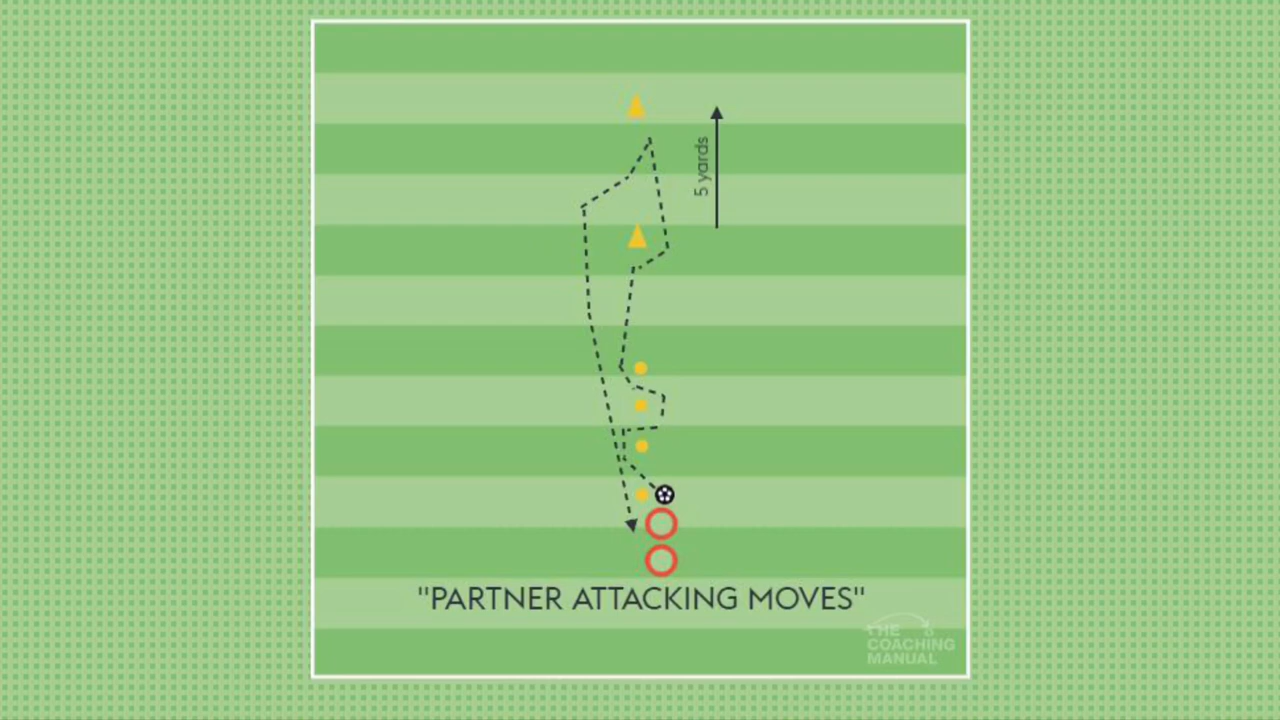 5 yards
"PARTNER ATTACKING MOVES"
THE
COACHING
MANUAL